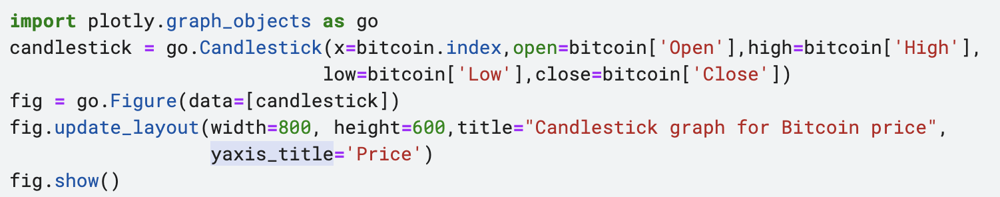 import plotly.graph_objects as go
candlestick = go.Candlestick(x=bitcoin.index,open=bitcoin['Open'],high=bitcoin['High'],
                            low=bitcoin['Low'],close=bitcoin['Close'])
fig = go.Figure(data=[candlestick])
fig.update_layout(width=800, height=600,title="Candlestick graph for Bitcoin price",
                  yaxis_title='Price')
fig.show()